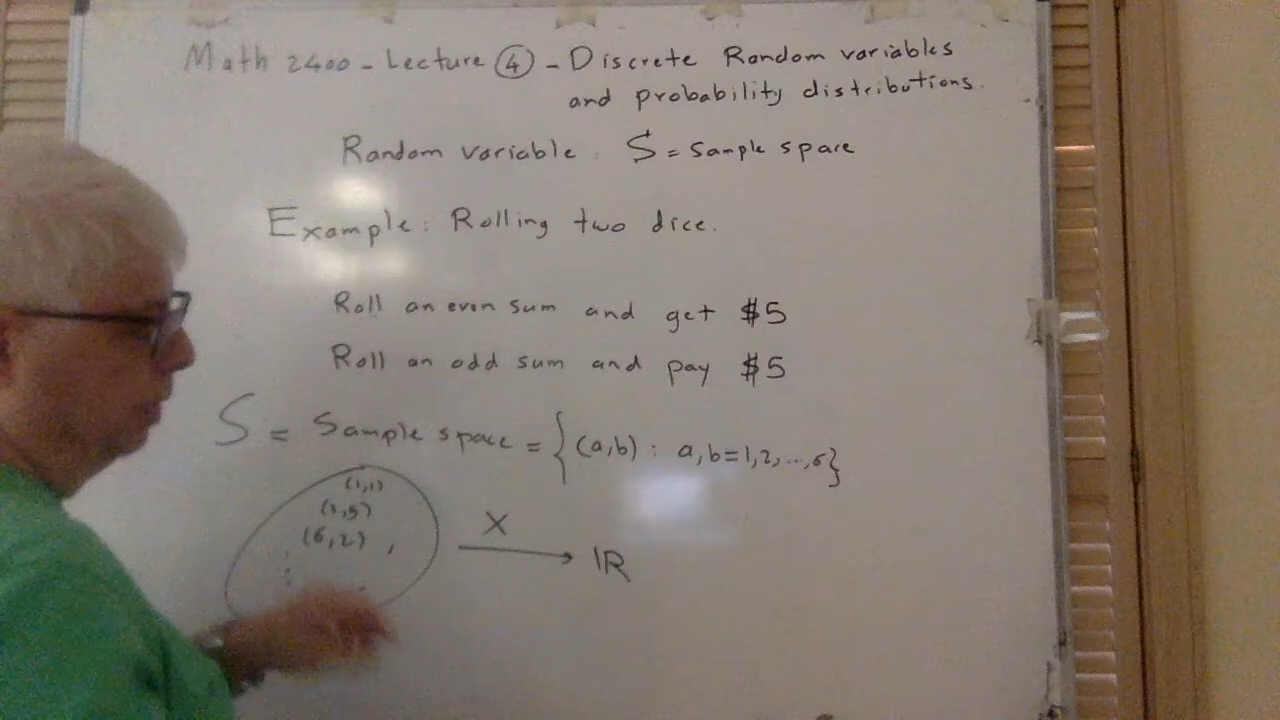 Math 2400 - Lecture ④ - Discrete Random variables
and probability distributions.
Random variable : S = Sample space
Example: Rolling two dice.
Roll an even sum and get $5
Roll an odd sum and pay $5
S = Sample space = {(a,b) : a,b=1,2,...,6}
(1,1)
(6,2) ,
X
IR